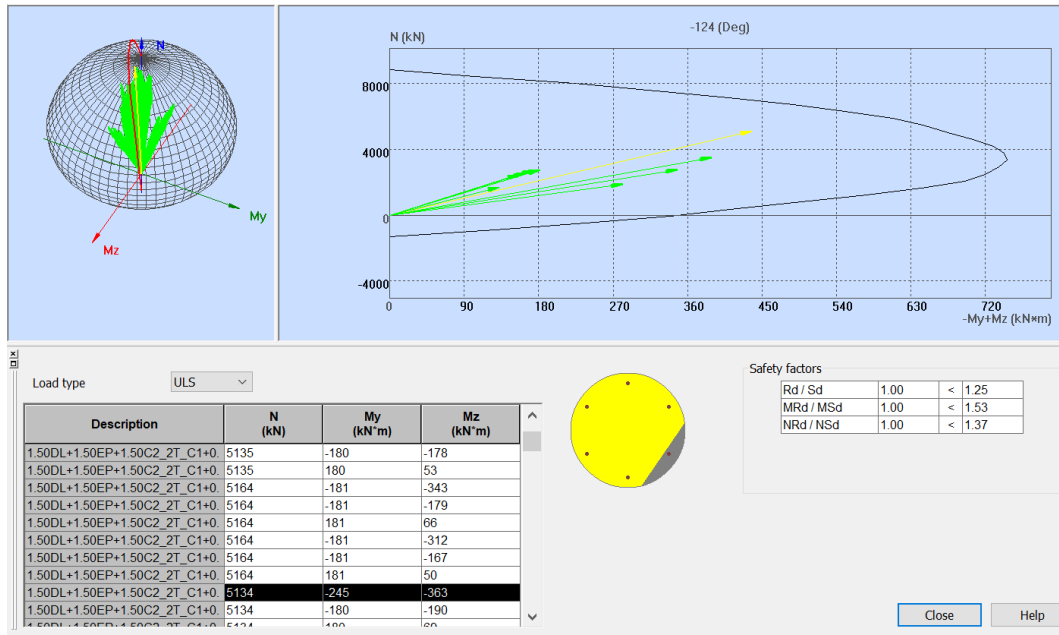 N
My
Mz
-124 (Deg)
N (kN)
8000
4000
0
-4000
0 90 180 270 360 450 540 630 720
-My+Mz (kN*m)
Load type ULS
Description N (kN) My (kN*m) Mz (kN*m)
1.50DL+1.50EP+1.50C2_2T_C1+0. 5135 -180 -178
1.50DL+1.50EP+1.50C2_2T_C1+0. 5135 180 53
1.50DL+1.50EP+1.50C2_2T_C1+0. 5164 -181 -343
1.50DL+1.50EP+1.50C2_2T_C1+0. 5164 -181 -179
1.50DL+1.50EP+1.50C2_2T_C1+0. 5164 181 66
1.50DL+1.50EP+1.50C2_2T_C1+0. 5164 -181 -312
1.50DL+1.50EP+1.50C2_2T_C1+0. 5164 -181 -167
1.50DL+1.50EP+1.50C2_2T_C1+0. 5164 181 50
1.50DL+1.50EP+1.50C2_2T_C1+0. 5134 -245 -363
1.50DL+1.50EP+1.50C2_2T_C1+0. 5134 -180 -190
Safety factors
Rd / Sd 1.00 < 1.25
MRd / MSd 1.00 < 1.53
NRd / NSd 1.00 < 1.37
Close Help